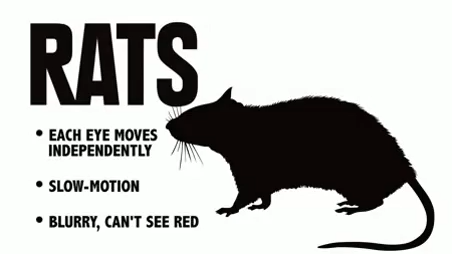 RATS
• EACH EYE MOVES
INDEPENDENTLY
• SLOW-MOTION
• BLURRY, CAN'T SEE RED